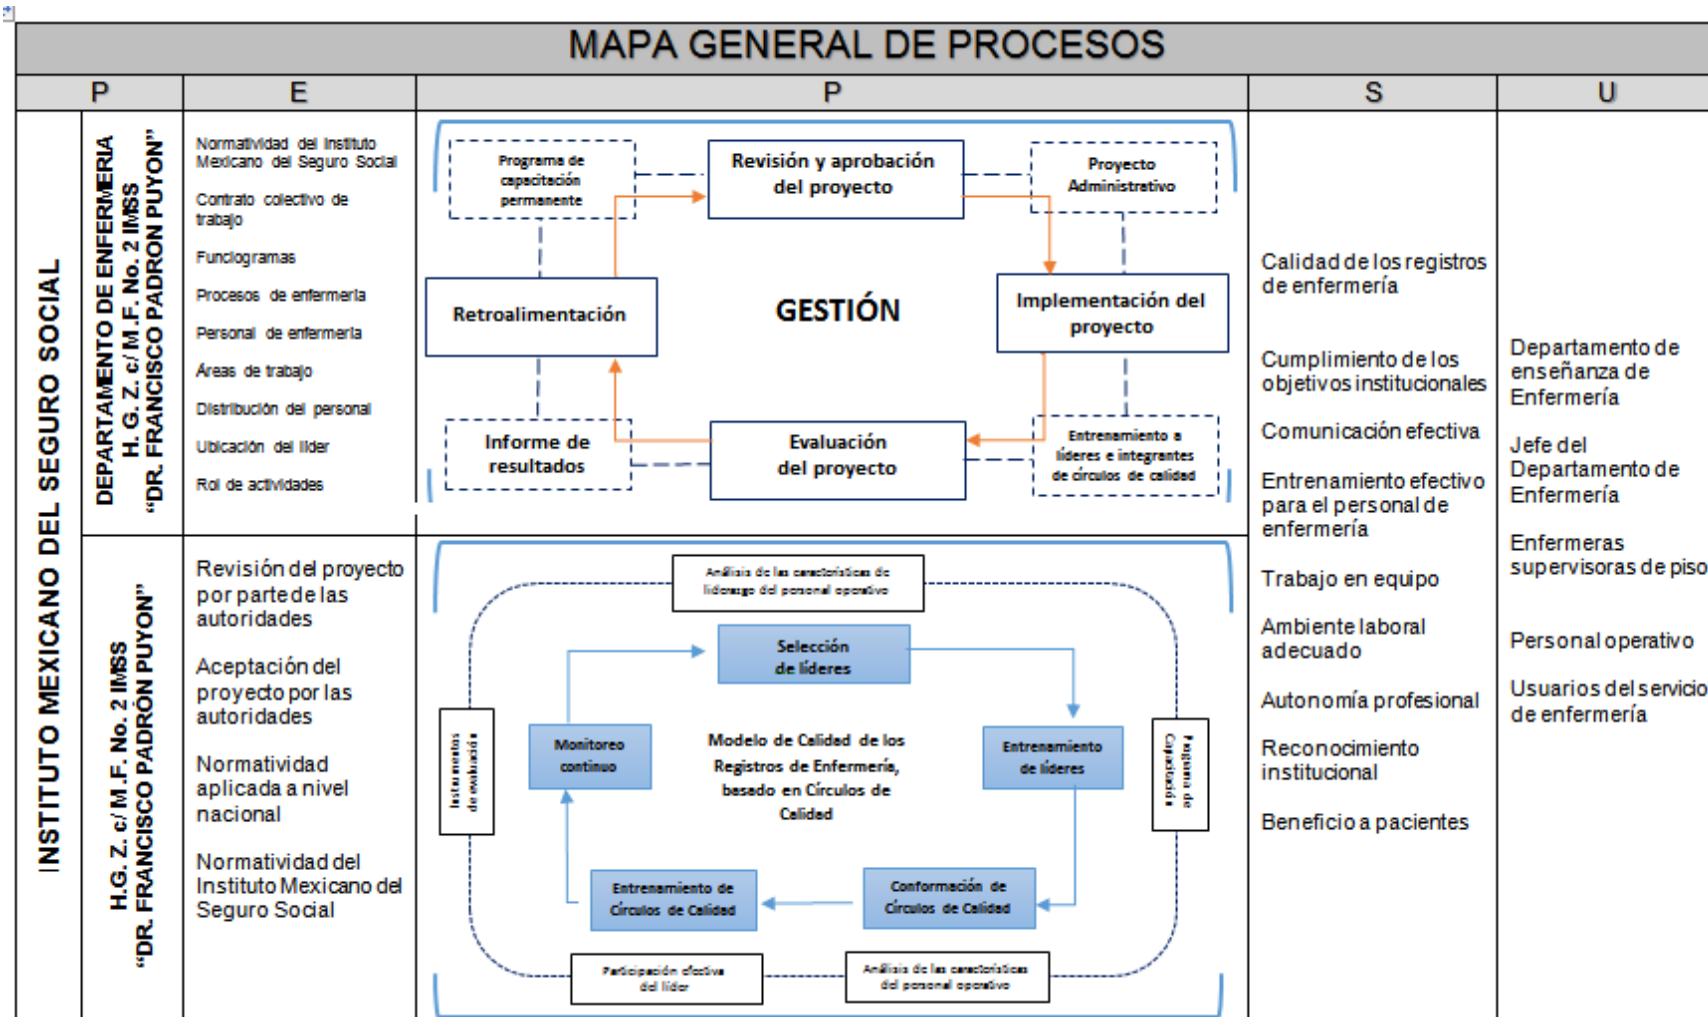 MAPA GENERAL DE PROCESOS
P
E
P
S
U
INSTITUTO MEXICANO DEL SEGURO SOCIAL
DEPARTAMENTO DE ENFERMERIA
H. G. Z. c/ M.F. No. 2 IMSS
“DR. FRANCISCO PADRON PUYON”
Normatividad del Instituto
Mexicano del Seguro Social
Contrato colectivo de
trabajo
Funciogramas
Procesos de enfermería
Personal de enfermería
Áreas de trabajo
Distribución del personal
Ubicación del líder
Rol de actividades
Programa de
capacitación
permanente
Revisión y aprobación
del proyecto
Proyecto
Administrativo
Retroalimentación
GESTIÓN
Implementación del
proyecto
Informe de
resultados
Evaluación
del proyecto
Entrenamiento a
líderes e integrantes
de círculos de calidad
H.G. Z. c/ M.F. No. 2 IMSS
“DR. FRANCISCO PADRÓN PUYON”
Revisión del proyecto
por parte de las
autoridades
Aceptación del
proyecto por las
autoridades
Normatividad
aplicada a nivel
nacional
Normatividad del
Instituto Mexicano del
Seguro Social
Análisis de las características de
liderazgo del personal operativo
Selección
de líderes
Instrumentos
de evaluación
Monitoreo
continuo
Modelo de Calidad de los
Registros de Enfermería,
basado en Círculos de
Calidad
Entrenamiento
de líderes
Programa de
Capacitación
Entrenamiento de
Círculos de Calidad
Conformación de
Círculos de Calidad
Participación efectiva
del líder
Análisis de las características
del personal operativo
Calidad de los registros
de enfermería
Cumplimiento de los
objetivos institucionales
Comunicación efectiva
Entrenamiento efectivo
para el personal de
enfermería
Trabajo en equipo
Ambiente laboral
adecuado
Autonomía profesional
Reconocimiento
institucional
Beneficio a pacientes
Departamento de
enseñanza de
Enfermería
Jefe del
Departamento de
Enfermería
Enfermeras
supervisoras de piso
Personal operativo
Usuarios del servicio
de enfermería